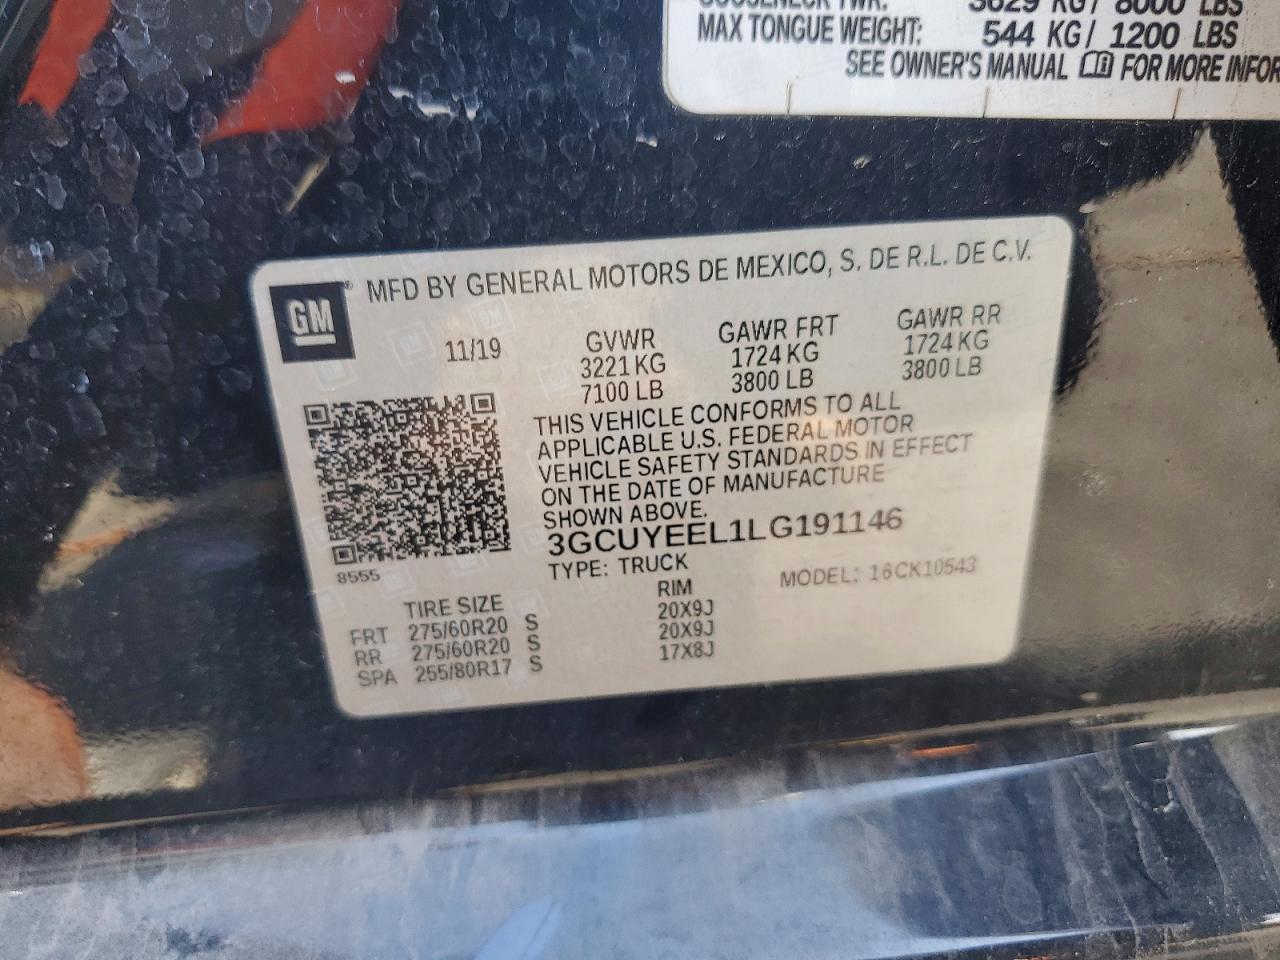 3629 KG/ 8000 LBS
MAX TONGUE WEIGHT: 544 KG/ 1200 LBS
SEE OWNER'S MANUAL FOR MORE
GM
MFD BY GENERAL MOTORS DE MEXICO, S. DE R.L. DE C.V.
11/19 GVWR GAWR FRT GAWR RR
3221 KG 1724 KG 1724 KG
7100 LB 3800 LB 3800 LB
THIS VEHICLE CONFORMS TO ALL
APPLICABLE U.S. FEDERAL MOTOR
VEHICLE SAFETY STANDARDS IN EFFECT
ON THE DATE OF MANUFACTURE
SHOWN ABOVE.
3GCUYEEL1LG191146
8555
TYPE: TRUCK MODEL: 16CK10543
TIRE SIZE RIM
FRT 275/60R20 S 20X9J
RR 275/60R20 S 20X9J
SPA 255/80R17 S 17X8J